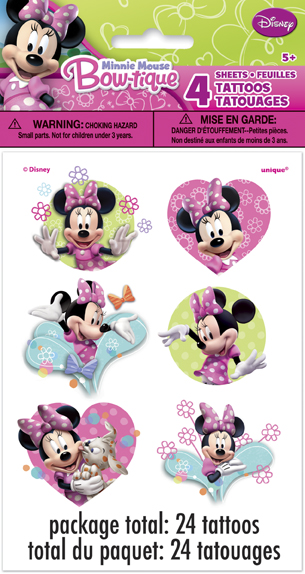 Disney
5+
Minnie Mouse
Bow-tique
4 SHEETS • FEUILLES
TATTOOS
TATOUAGES
WARNING: CHOKING HAZARD
Small parts. Not for children under 3 years.
MISE EN GARDE:
DANGER D'ÉTOUFFEMENT–Petites pièces.
Non destiné aux enfants de moins de 3 ans.
© Disney
unique®
package total: 24 tattoos
total du paquet: 24 tatouages